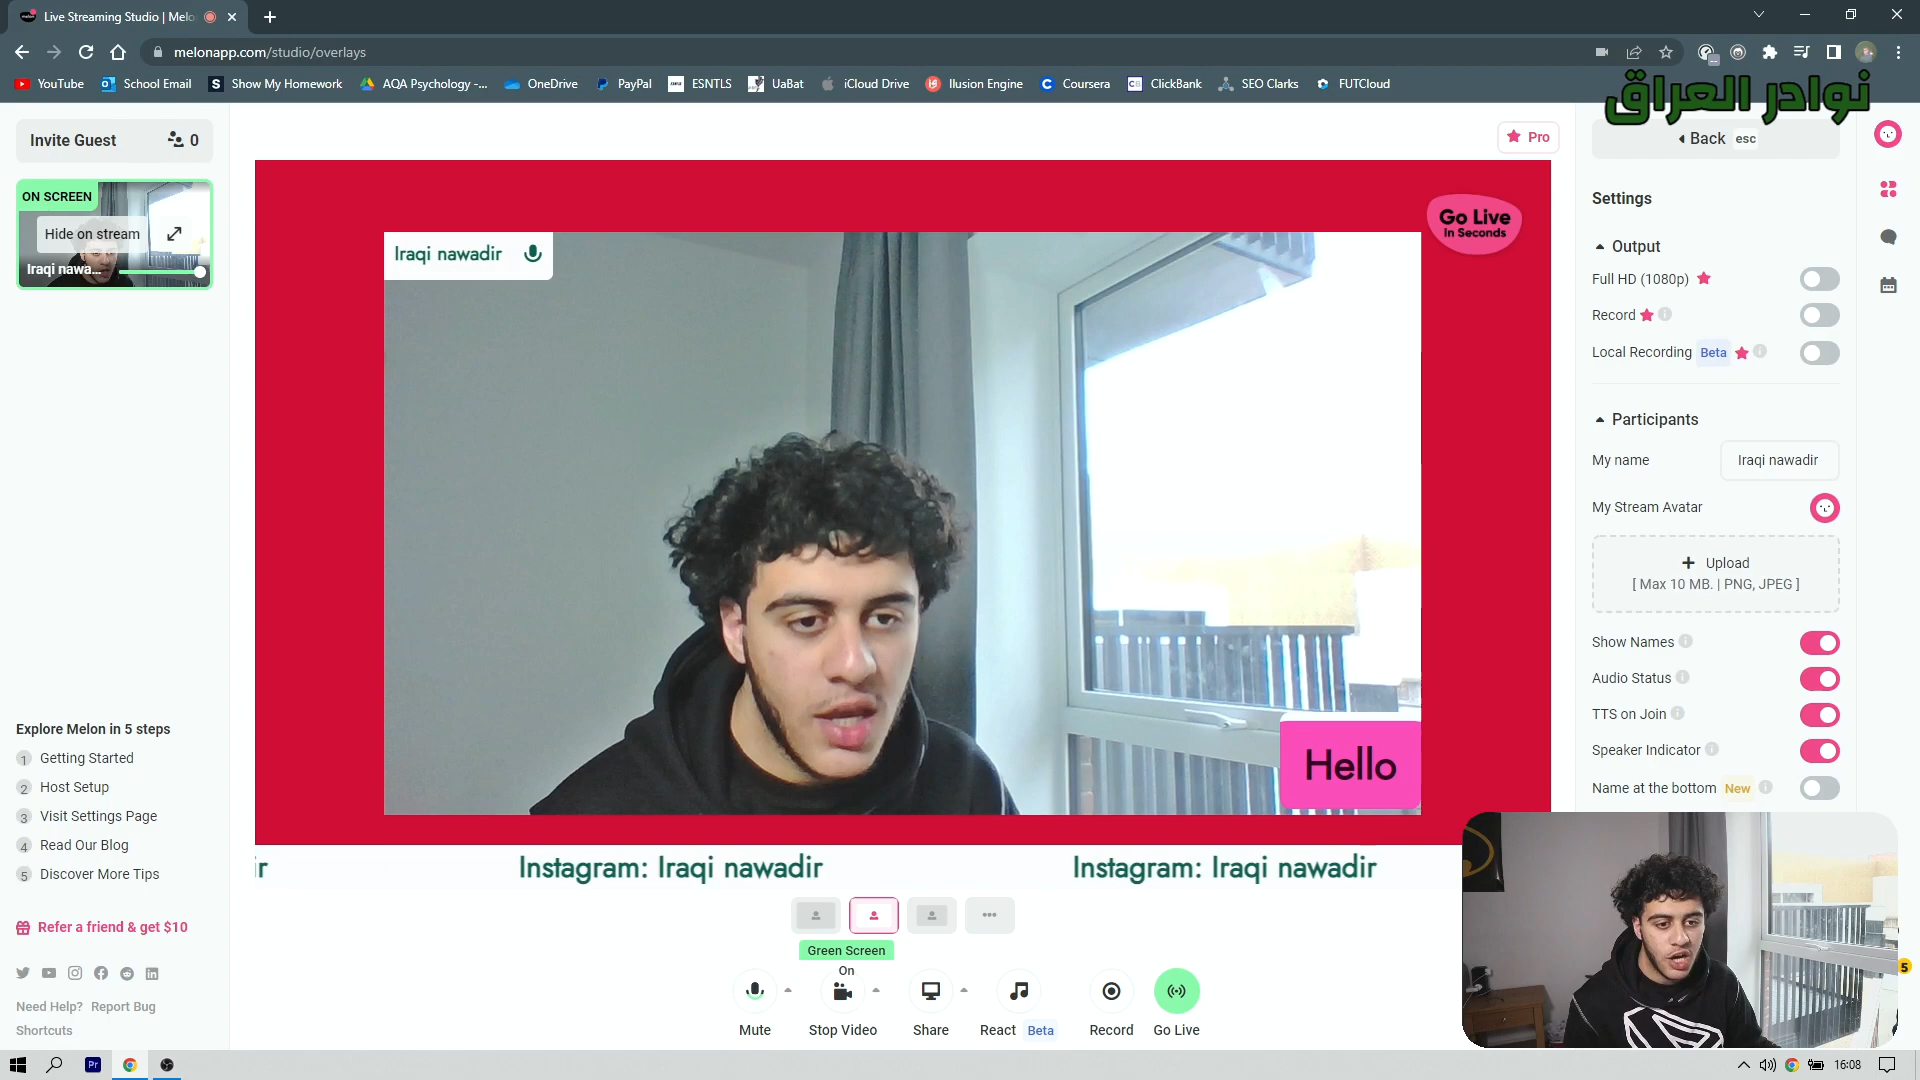 Live Streaming Studio | Melo
melonapp.com/studio/overlays
YouTube
School Email
Show My Homework
AQA Psychology -...
OneDrive
PayPal
ESNTLS
UaBat
iCloud Drive
Ilusion Engine
Coursera
ClickBank
SEO Clarks
FUTCloud
نوادر العراق
Invite Guest 0
ON SCREEN
Hide on stream
Iraqi nawa...
Pro
Go Live
In Seconds
Iraqi nawadir
Hello
ir Instagram: Iraqi nawadir Instagram: Iraqi nawadir
Green Screen
On
Mute
Stop Video
Share
React Beta
Record
Go Live
Explore Melon in 5 steps
1 Getting Started
2 Host Setup
3 Visit Settings Page
4 Read Our Blog
5 Discover More Tips
Refer a friend & get $10
Need Help? Report Bug
Shortcuts
Back esc
Settings
Output
Full HD (1080p)
Record
Local Recording Beta
Participants
My name Iraqi nawadir
My Stream Avatar
+ Upload
[ Max 10 MB. | PNG, JPEG ]
Show Names
Audio Status
TTS on Join
Speaker Indicator
Name at the bottom New
5
Pr
16:08